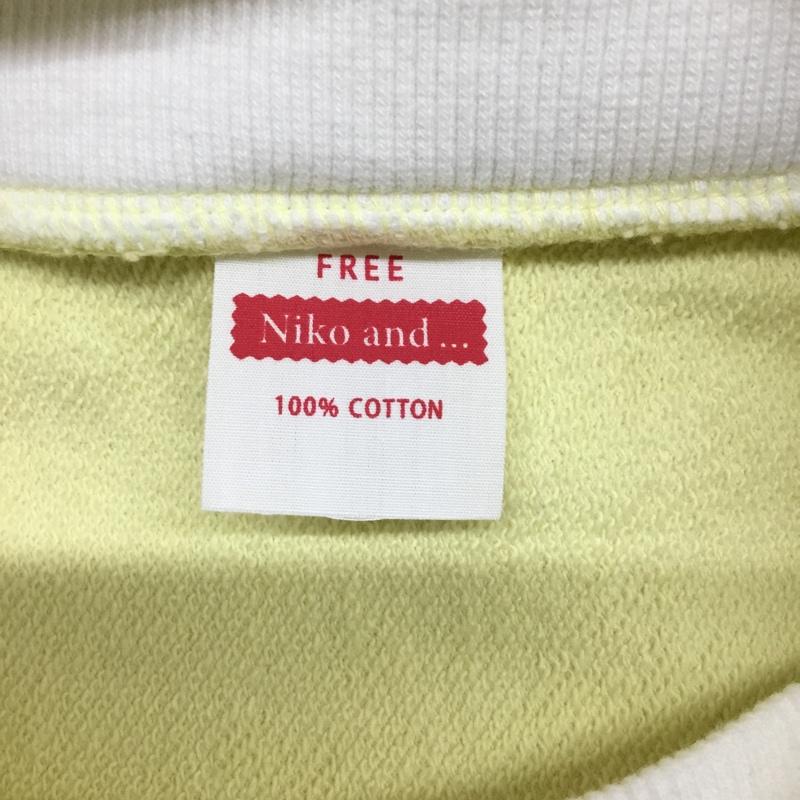 FREE
Niko and ...
100% COTTON